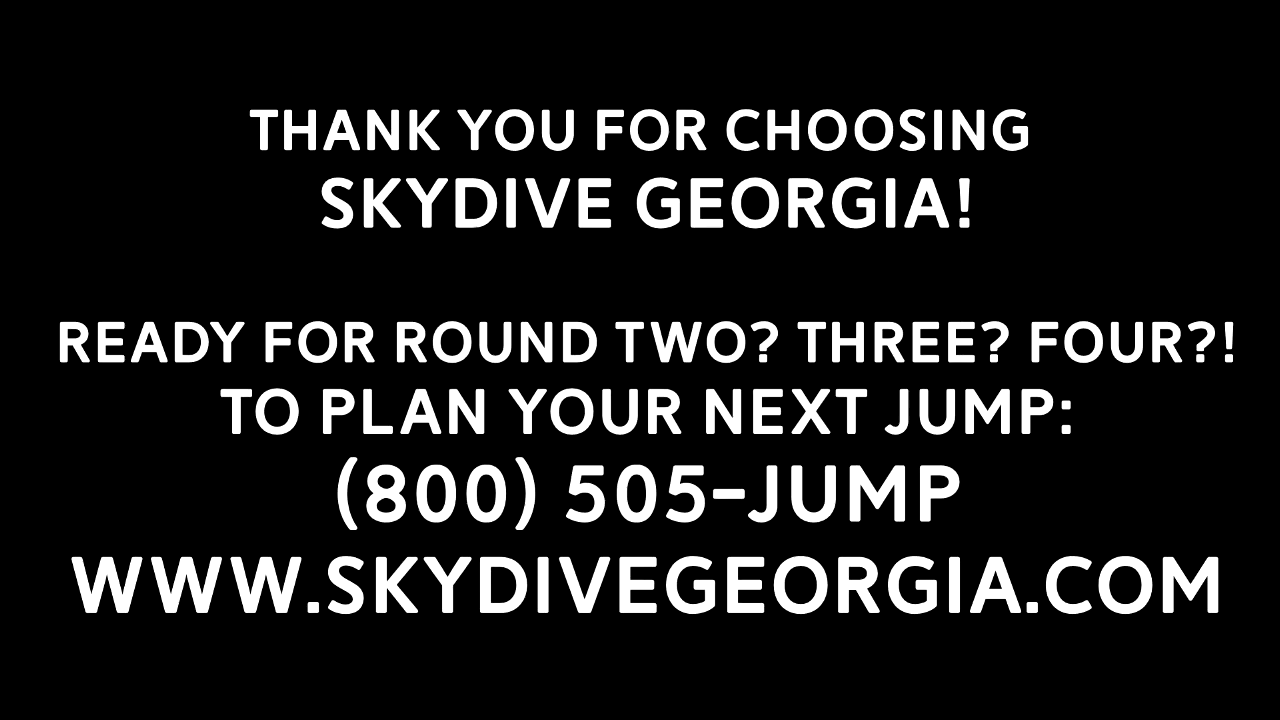 THANK YOU FOR CHOOSING
SKYDIVE GEORGIA!
READY FOR ROUND TWO? THREE? FOUR?!
TO PLAN YOUR NEXT JUMP:
(800) 505-JUMP
WWW.SKYDIVEGEORGIA.COM